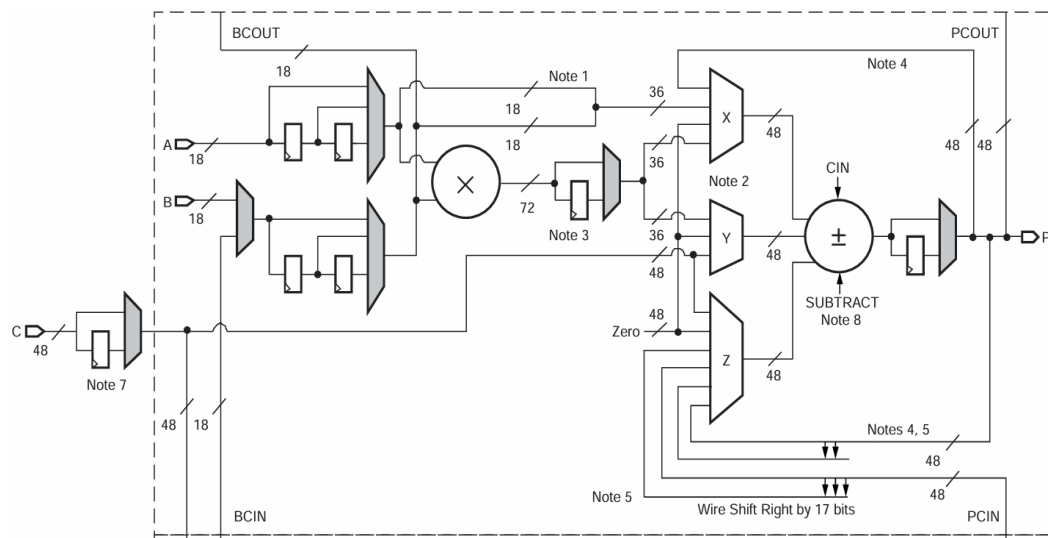 BCOUT
PCOUT
18
Note 1
Note 4
18
36
X
48
48
48
A
18
18
36
CIN
Note 2
B
18
×
72
Note 3
36
Y
48
±
P
48
SUBTRACT
Note 8
C
48
Zero
48
Z
48
Note 7
48
18
Notes 4, 5
48
Note 5
48
Wire Shift Right by 17 bits
BCIN
PCIN